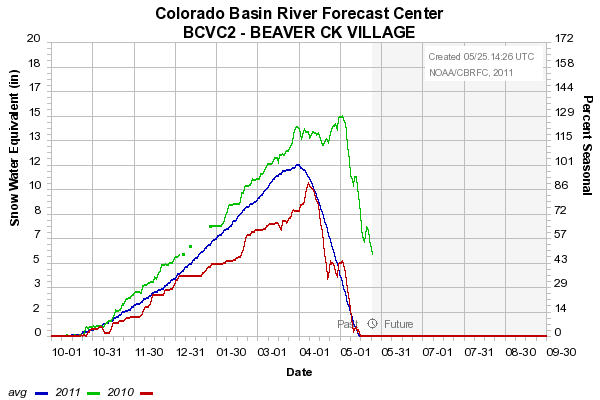 Colorado Basin River Forecast Center
BCVC2 - BEAVER CK VILLAGE
Created 05/25.14:26 UTC
NOAA/CBRFC, 2011
Snow Water Equivalent (in)
20
18
17
15
13
12
10
8
7
5
3
2
0
172
158
144
129
115
101
86
72
57
43
29
14
0
Percent Seasonal
Past Future
10-01 10-31 11-30 12-31 01-30 03-01 04-01 05-01 05-31 07-01 07-31 08-30 09-30
Date
avg 2011 2010